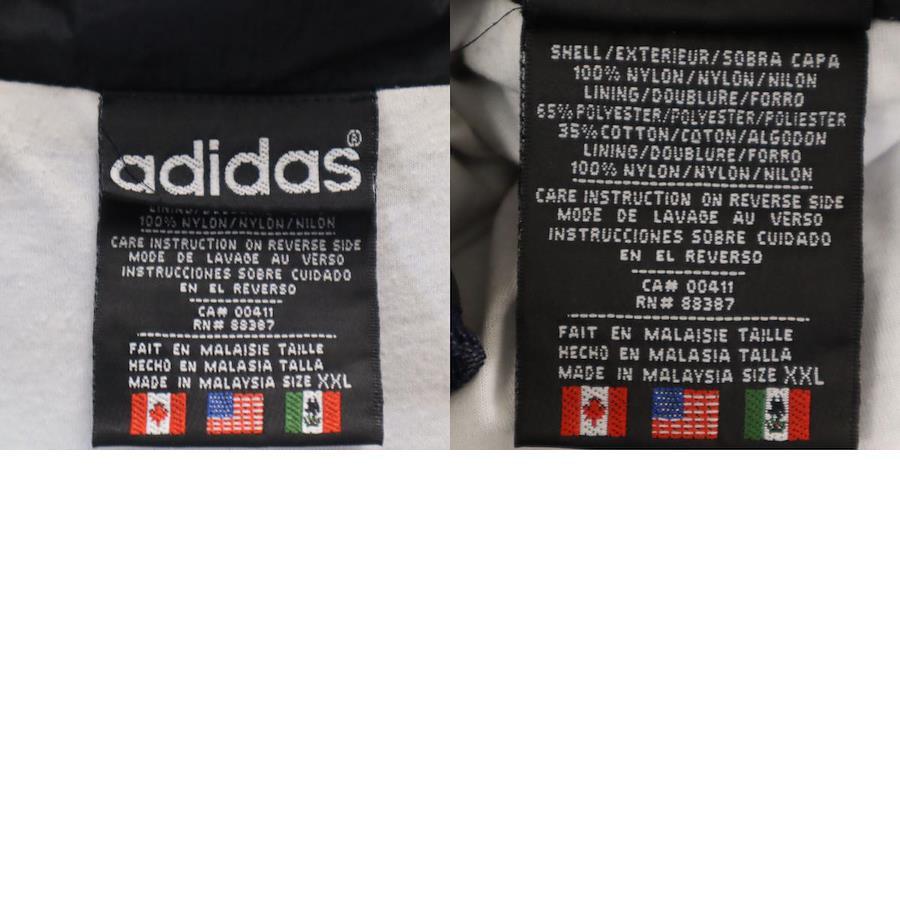 adidas®
LINING/DOUBLURE/FORRO
100% NYLON/NYLON/NILON
CARE INSTRUCTION ON REVERSE SIDE
MODE DE LAVAGE AU VERSO
INSTRUCCIONES SOBRE CUIDADO
EN EL REVERSO
CA# 00411
RN# 88387
FAIT EN MALAISIE TAILLE
HECHO EN MALASIA TALLA
MADE IN MALAYSIA SIZE XXL
SHELL/EXTERIEUR/SOBRA CAPA
100% NYLON/NYLON/NILON
LINING/DOUBLURE/FORRO
65% POLYESTER/POLYESTER/POLIESTER
35% COTTON/COTON/ALGODON
LINING/DOUBLURE/FORRO
100% NYLON/NYLON/NILON
CARE INSTRUCTION ON REVERSE SIDE
MODE DE LAVAGE AU VERSO
INSTRUCCIONES SOBRE CUIDADO
EN EL REVERSO
CA# 00411
RN# 88387
FAIT EN MALAISIE TAILLE
HECHO EN MALASIA TALLA
MADE IN MALAYSIA SIZE XXL